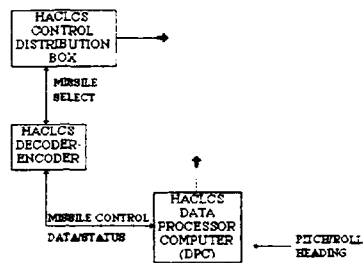 HACLCS
CONTROL
DISTRIBUTION
BOX
MISSILE
SELECT
HACLCS
DECODER-
ENCODER
MISSILE CONTROL
DATA/STATUS
HACLCS
DATA
PROCESSOR
COMPUTER
(DPC)
PITCH/ROLL
HEADING